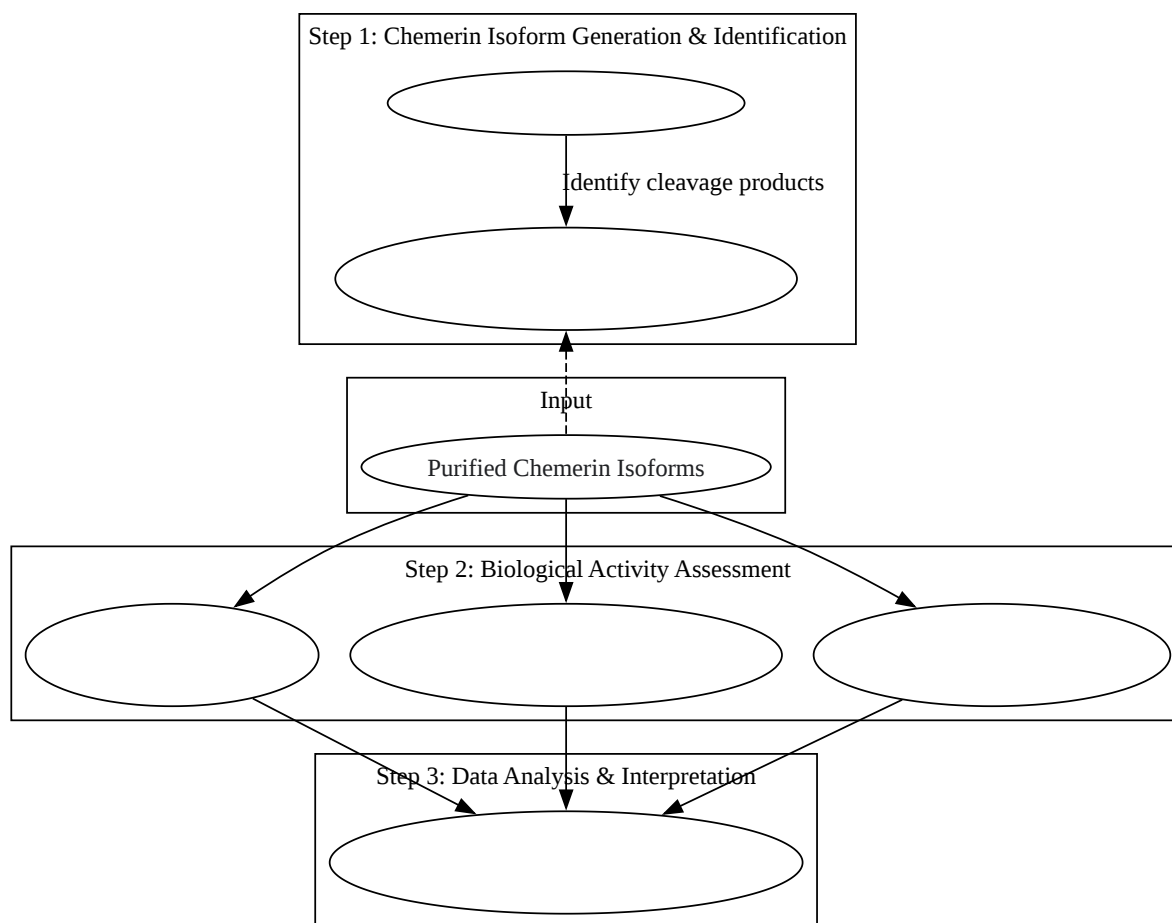 Step 1: Chemerin Isoform Generation & Identification
Identify cleavage products
Input
Purified Chemerin Isoforms
Step 2: Biological Activity Assessment
Step 3: Data Analysis & Interpretation